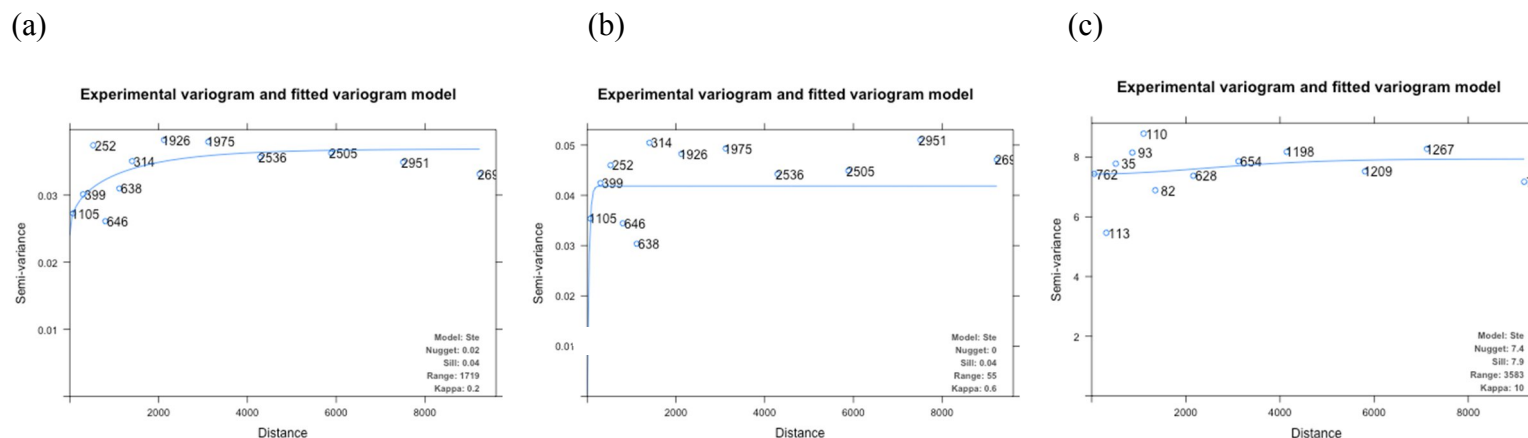 (a)
Experimental variogram and fitted variogram model
Semi-variance
0.03
0.02
0.01
252
1926
1975
314
2536
2505
2951
269
399
638
1105
646
Model: Ste
Nugget: 0.02
Sill: 0.04
Range: 1719
Kappa: 0.2
2000
4000
6000
8000
Distance
(b)
Experimental variogram and fitted variogram model
Semi-variance
0.05
0.04
0.03
0.02
0.01
314
1926
1975
2951
269
252
2536
2505
399
1105
646
638
Model: Ste
Nugget: 0
Sill: 0.04
Range: 55
Kappa: 0.6
2000
4000
6000
8000
Distance
(c)
Experimental variogram and fitted variogram model
Semi-variance
8
6
4
2
110
93
35
762
82
628
654
1198
1209
1267
113
Model: Ste
Nugget: 7.4
Sill: 7.9
Range: 3583
Kappa: 10
2000
4000
6000
8000
Distance